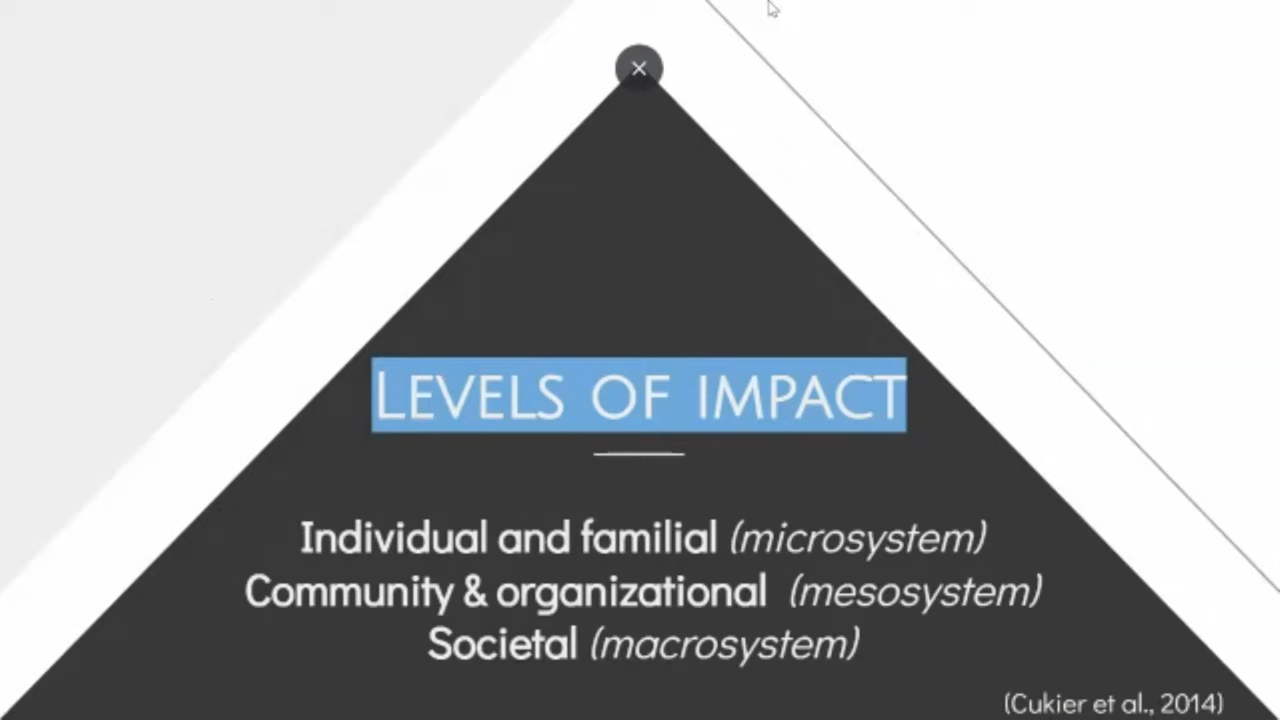 LEVELS OF IMPACT
Individual and familial (microsystem)
Community & organizational (mesosystem)
Societal (macrosystem)
(Cukier et al., 2014)